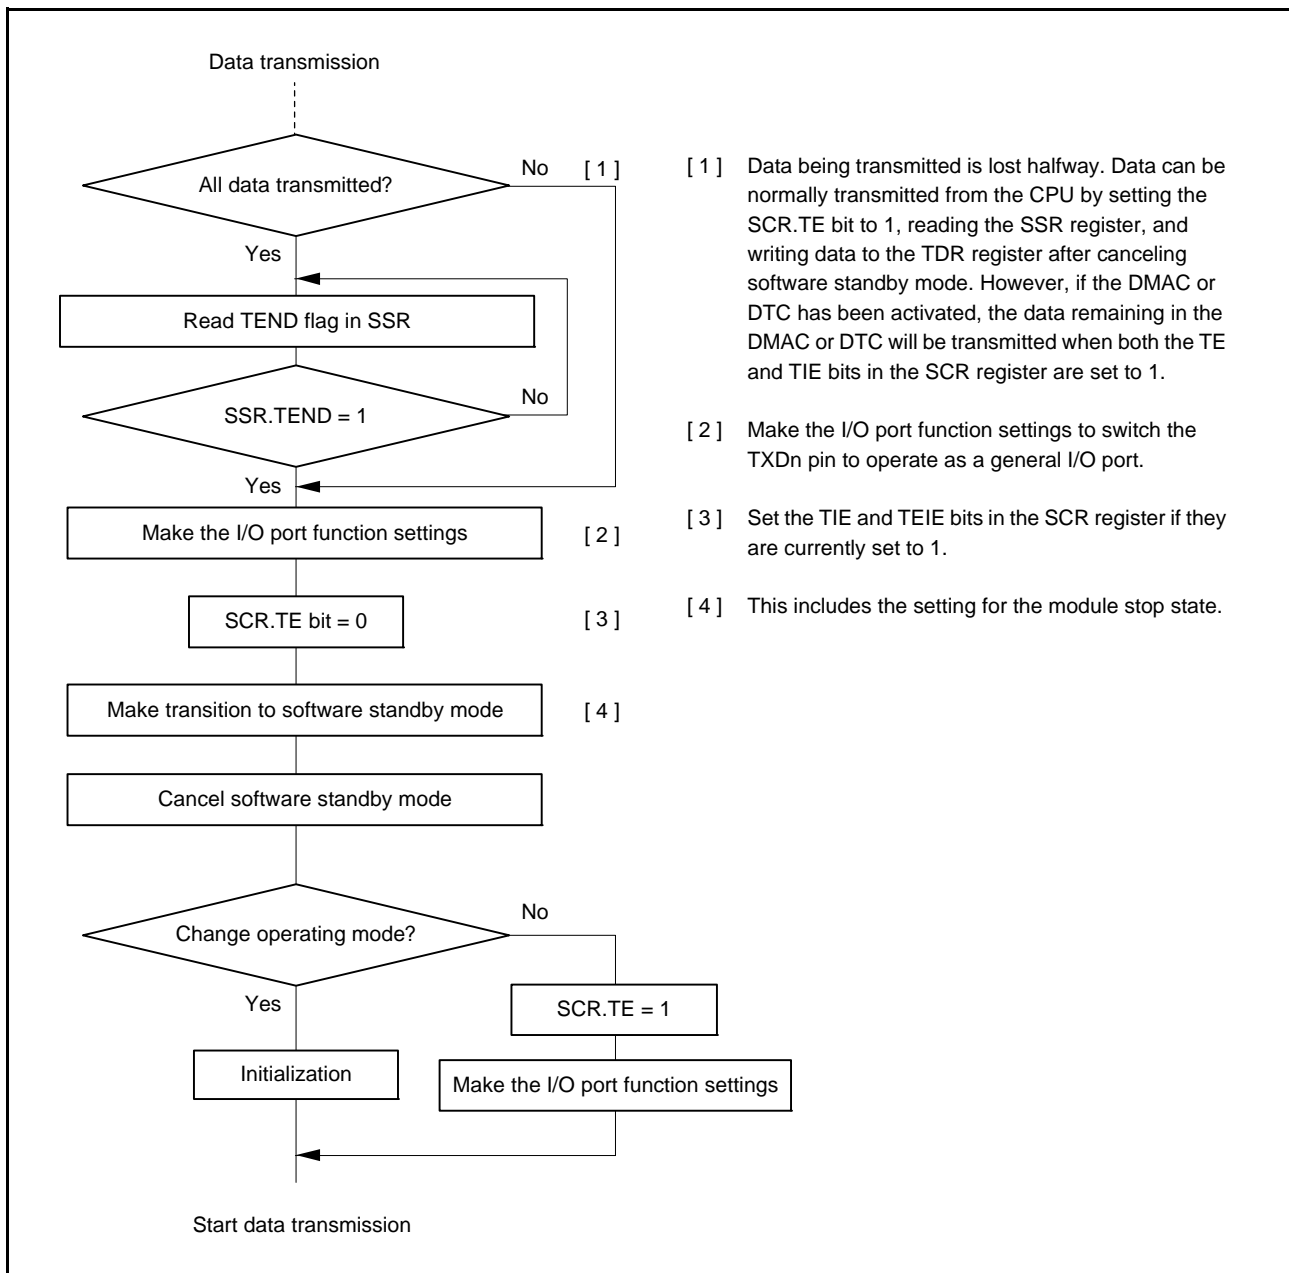 Data transmission
All data transmitted?
No
[ 1 ]
Yes
Read TEND flag in SSR
SSR.TEND = 1
No
Yes
Make the I/O port function settings
[ 2 ]
SCR.TE bit = 0
[ 3 ]
Make transition to software standby mode
[ 4 ]
Cancel software standby mode
Change operating mode?
No
Yes
SCR.TE = 1
Initialization
Make the I/O port function settings
Start data transmission
[ 1 ] Data being transmitted is lost halfway. Data can be
normally transmitted from the CPU by setting the
SCR.TE bit to 1, reading the SSR register, and
writing data to the TDR register after canceling
software standby mode. However, if the DMAC or
DTC has been activated, the data remaining in the
DMAC or DTC will be transmitted when both the TE
and TIE bits in the SCR register are set to 1.
[ 2 ] Make the I/O port function settings to switch the
TXDn pin to operate as a general I/O port.
[ 3 ] Set the TIE and TEIE bits in the SCR register if they
are currently set to 1.
[ 4 ] This includes the setting for the module stop state.